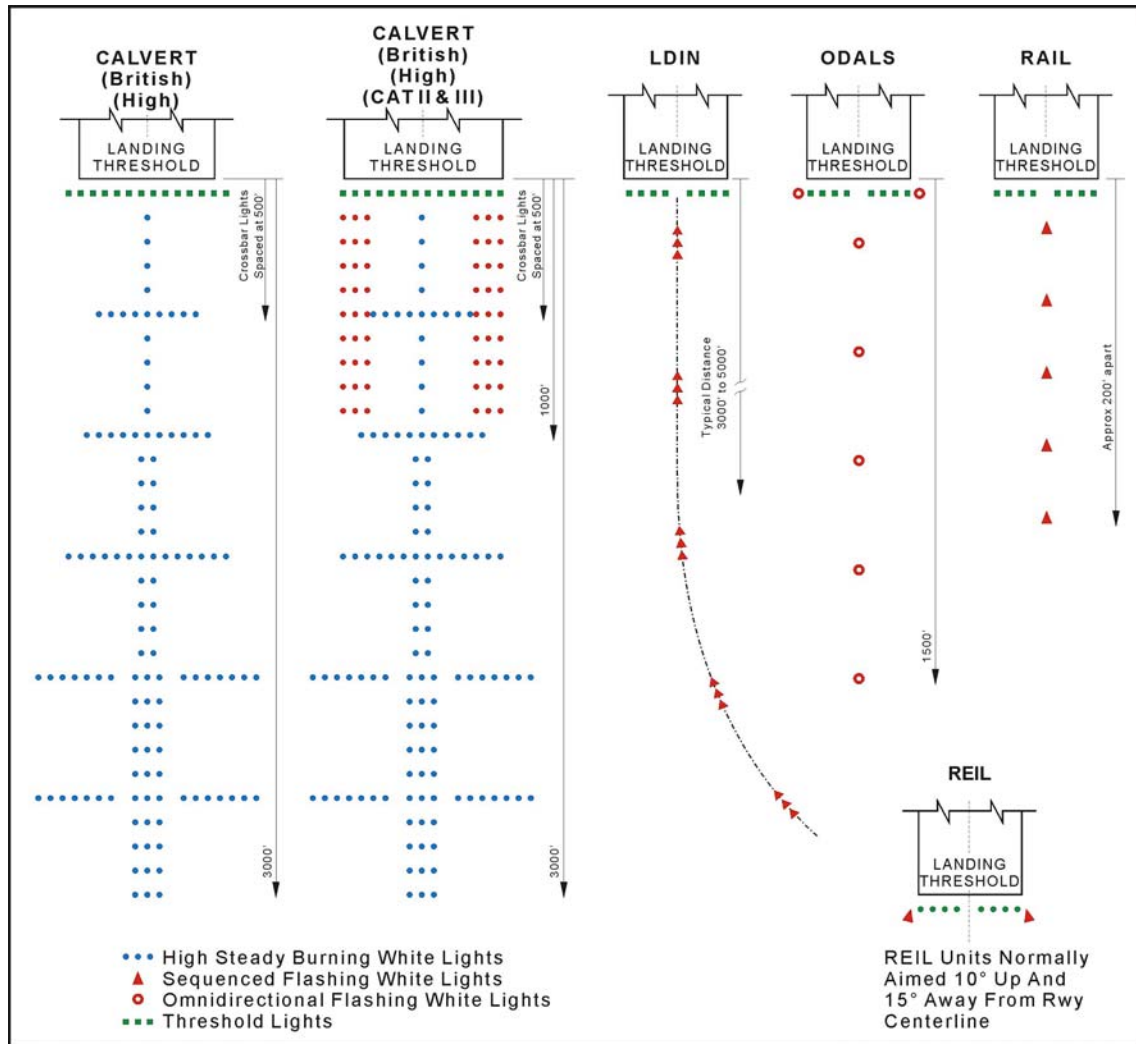 CALVERT
(British)
(High)
LANDING
THRESHOLD
Crossbar Lights
Spaced at 500'
3000'
CALVERT
(British)
(High)
(CAT II & III)
LANDING
THRESHOLD
Crossbar Lights
Spaced at 500'
1000'
3000'
LDIN
LANDING
THRESHOLD
Typical Distance
3000' to 5000'
ODALS
LANDING
THRESHOLD
1500'
RAIL
LANDING
THRESHOLD
Approx 200' apart
REIL
LANDING
THRESHOLD
REIL Units Normally
Aimed 10° Up And
15° Away From Rwy
Centerline
High Steady Burning White Lights
Sequenced Flashing White Lights
Omnidirectional Flashing White Lights
Threshold Lights